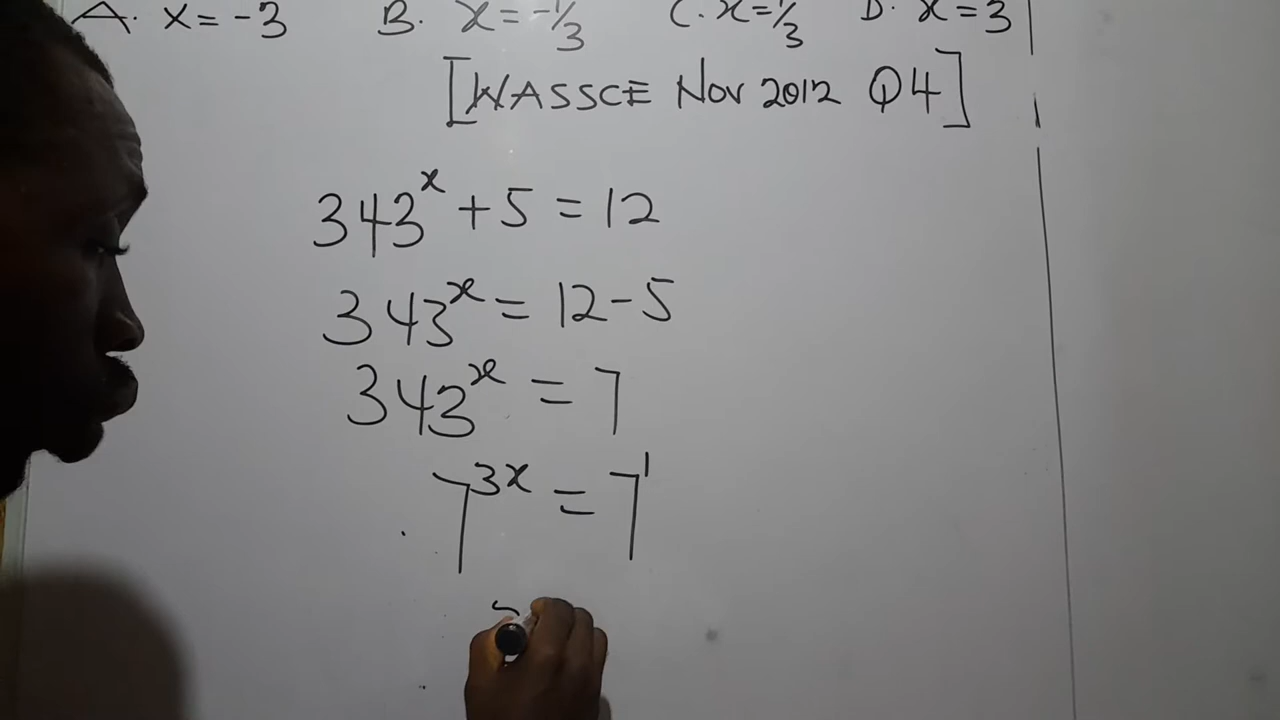 A. x = -3 B. x = -1/3 C. x = 1/3 D. x = 3
[WASSCE Nov 2012 Q4]
343^x + 5 = 12
343^x = 12 - 5
343^x = 7
7^3x = 7^1